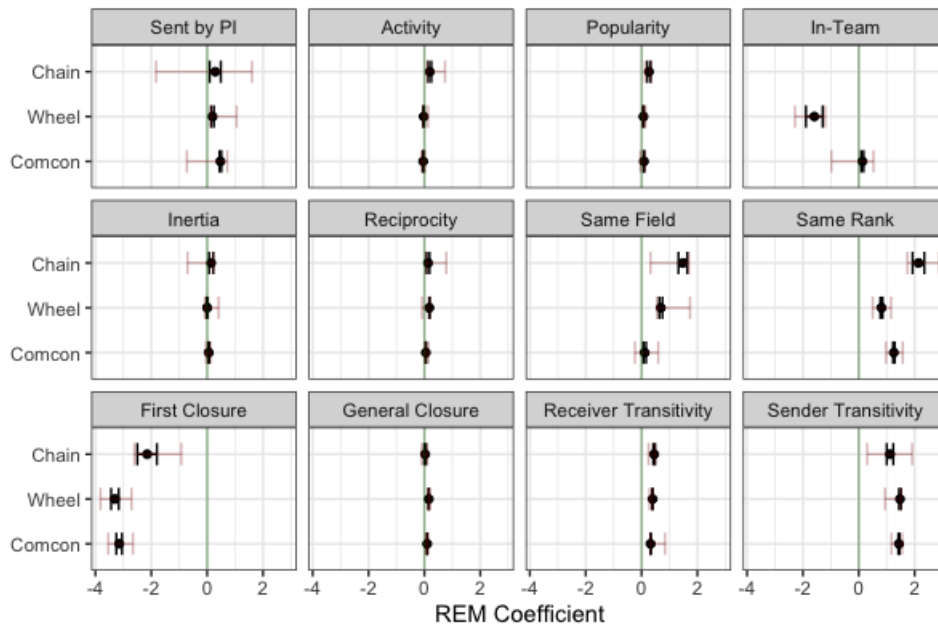 Sent by PI Activity Popularity In-Team
Chain
Wheel
Comcon
Inertia Reciprocity Same Field Same Rank
Chain
Wheel
Comcon
First Closure General Closure Receiver Transitivity Sender Transitivity
Chain
Wheel
Comcon
-4 -2 0 2 -4 -2 0 2 -4 -2 0 2 -4 -2 0 2
REM Coefficient